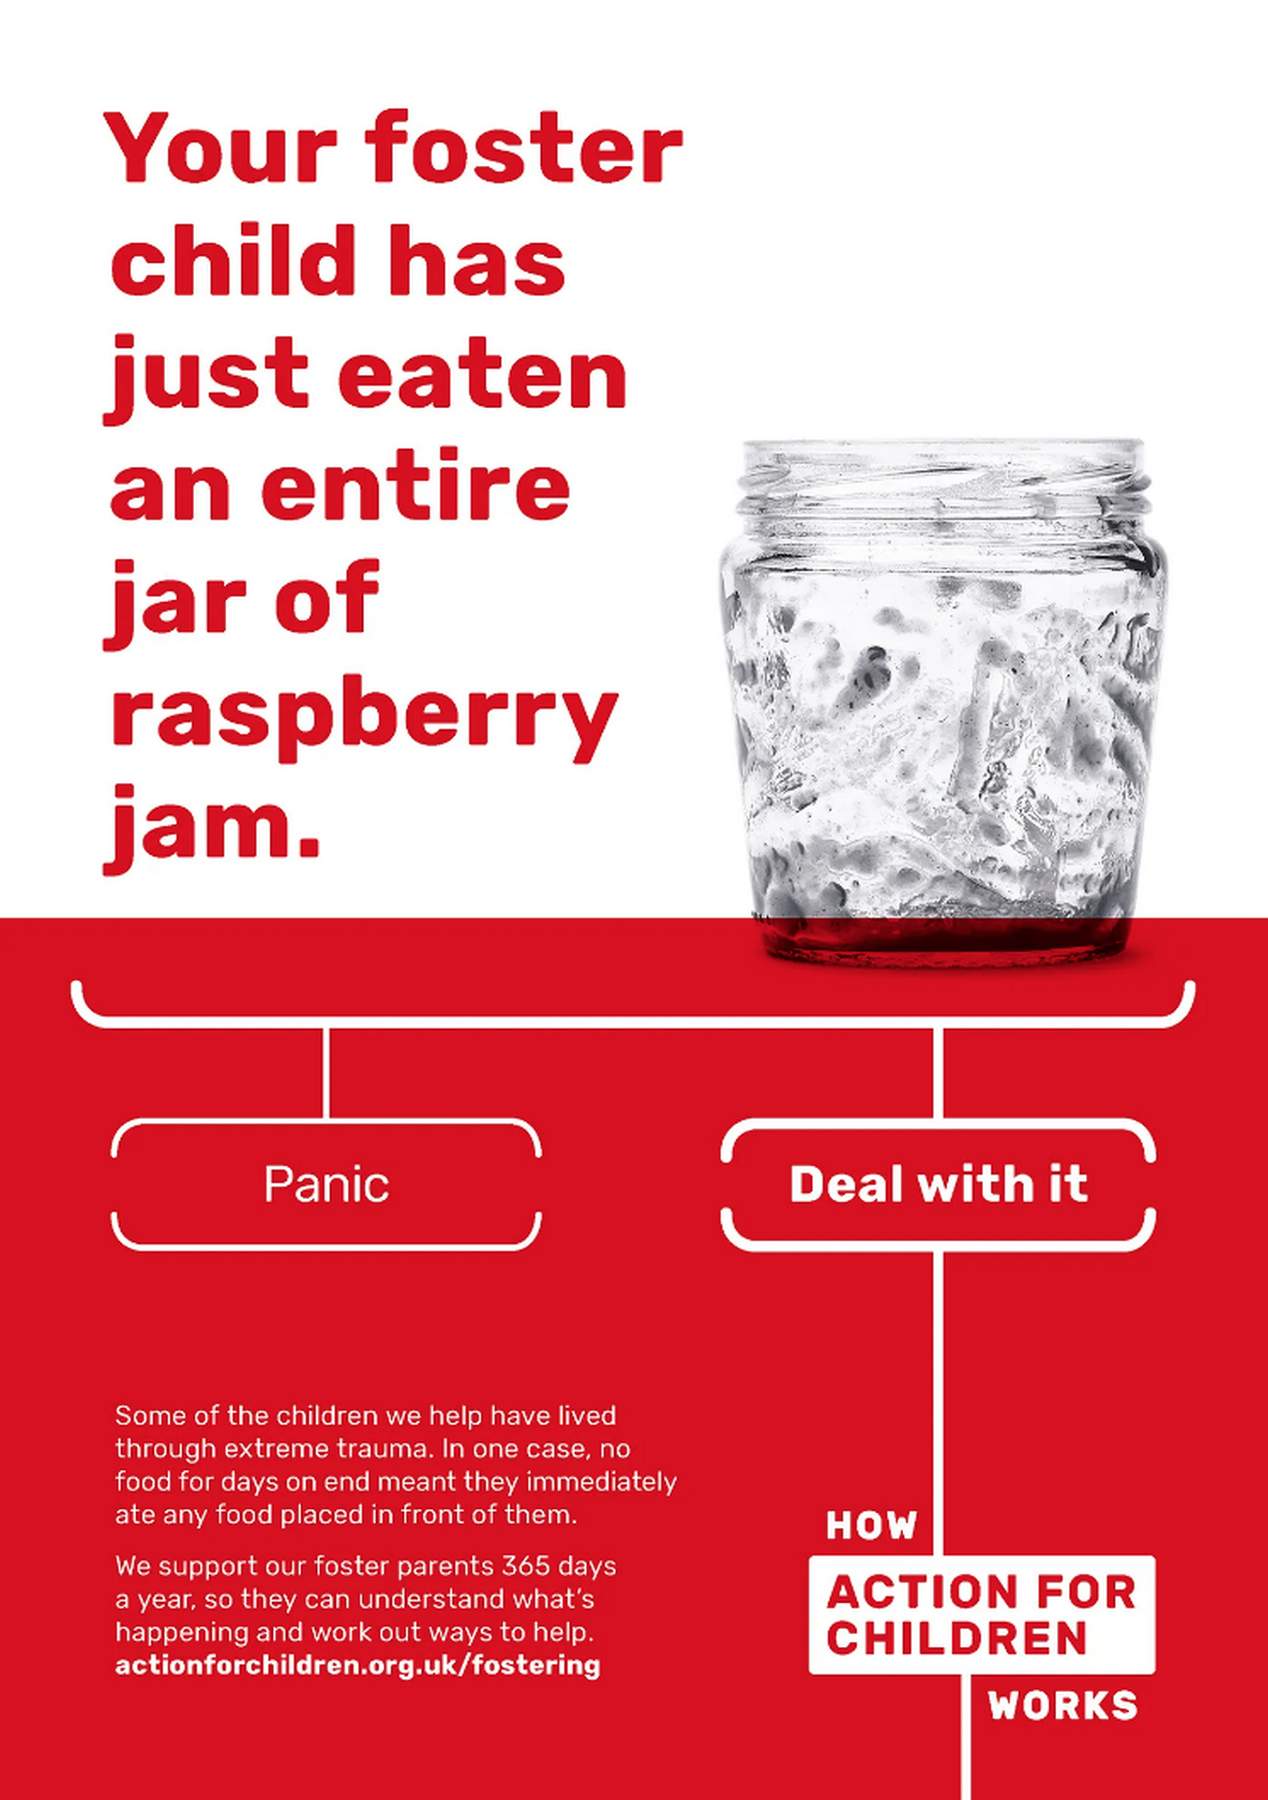 Your foster
child has
just eaten
an entire
jar of
raspberry
jam.
Panic
Deal with it
Some of the children we help have lived
through extreme trauma. In one case, no
food for days on end meant they immediately
ate any food placed in front of them.
We support our foster parents 365 days
a year, so they can understand what's
happening and work out ways to help.
actionforchildren.org.uk/fostering
HOW
ACTION FOR
CHILDREN
WORKS